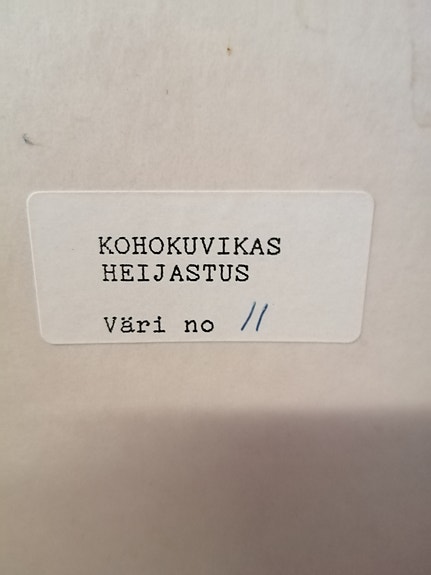 KOHOKUVIKAS
HEIJASTUS
Väri no 11